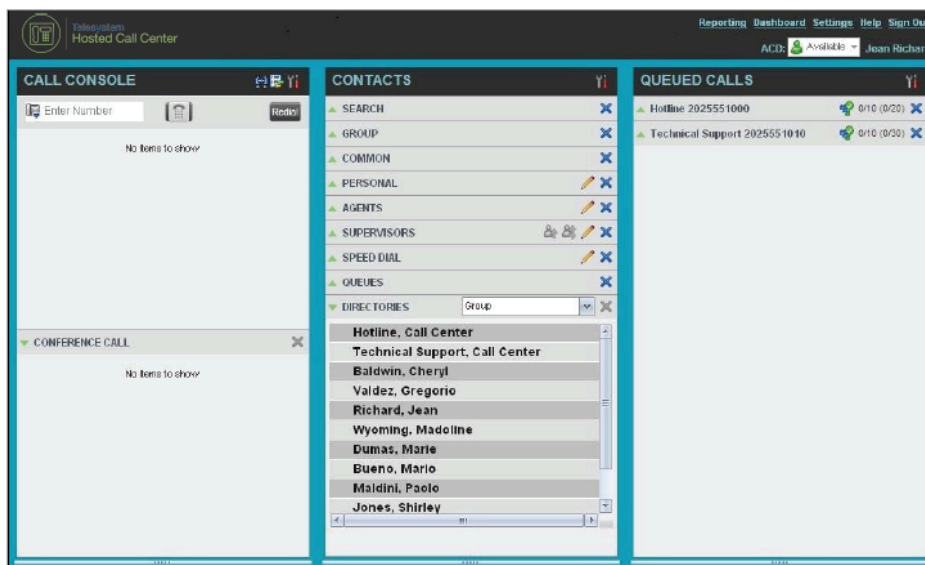 Telesystem
Hosted Call Center
Reporting Dashboard Settings Help Sign Ou
ACD: Available Jean Richar
CALL CONSOLE
Enter Number
Redial
No items to show
CONFERENCE CALL
No items to show
CONTACTS
SEARCH
GROUP
COMMON
PERSONAL
AGENTS
SUPERVISORS
SPEED DIAL
QUEUES
DIRECTORIES Group
Hotline, Call Center
Technical Support, Call Center
Baldwin, Cheryl
Valdez, Gregorio
Richard, Jean
Wyoming, Madoline
Dumas, Marie
Bueno, Mario
Maldini, Paolo
Jones, Shirley
QUEUED CALLS
Hotline 2025551000 0/10 (0/20)
Technical Support 2025551010 0/10 (0/30)